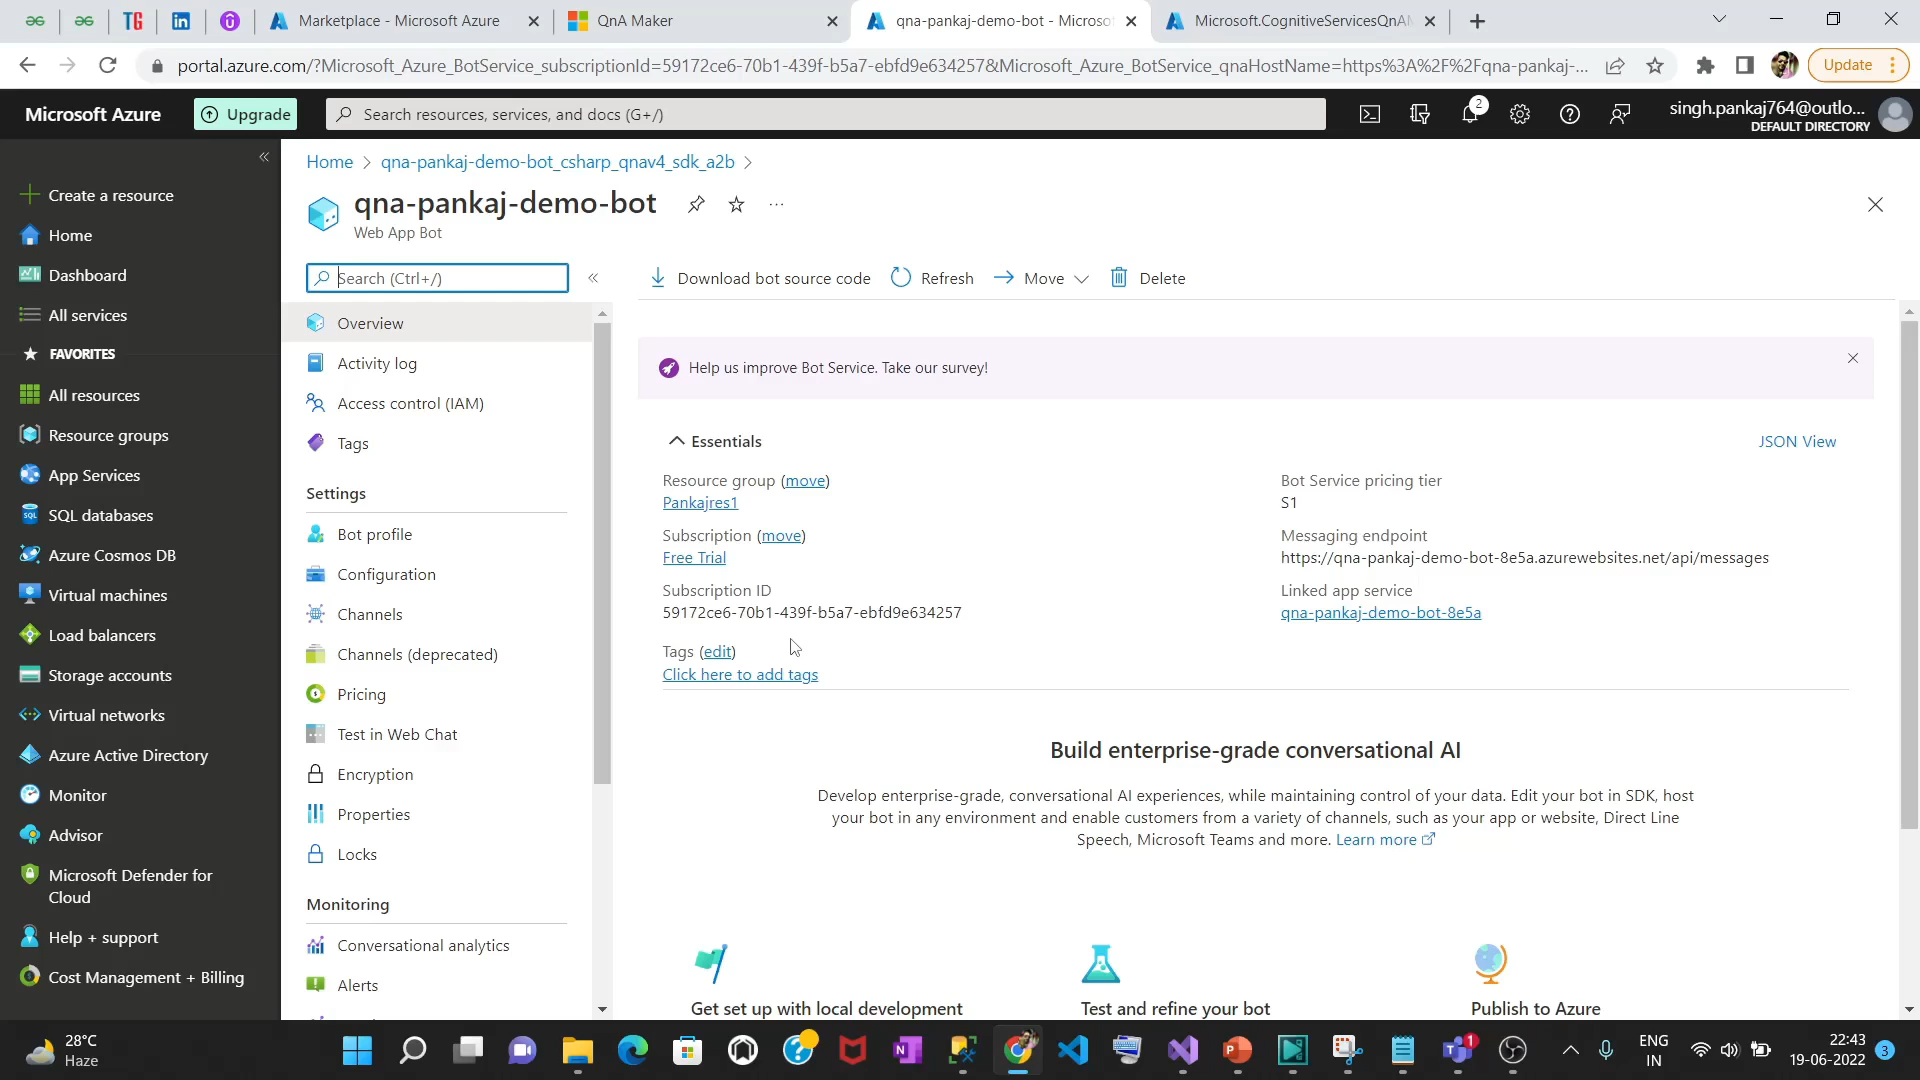 TG
Marketplace - Microsoft Azure
QnA Maker
qna-pankaj-demo-bot - Microso
Microsoft.CognitiveServicesQnAM
portal.azure.com/?Microsoft_Azure_BotService_subscriptionId=59172ce6-70b1-439f-b5a7-ebfd9e634257&Microsoft_Azure_BotService_qnaHostName=https%3A%2F%2Fqna-pankaj-...
Update
Microsoft Azure
Upgrade
Search resources, services, and docs (G+/)
2
singh.pankaj764@outlo...
DEFAULT DIRECTORY
Create a resource
Home
Dashboard
All services
FAVORITES
All resources
Resource groups
App Services
SQL databases
Azure Cosmos DB
Virtual machines
Load balancers
Storage accounts
Virtual networks
Azure Active Directory
Monitor
Advisor
Microsoft Defender for
Cloud
Help + support
Cost Management + Billing
Home > qna-pankaj-demo-bot_csharp_qnav4_sdk_a2b >
qna-pankaj-demo-bot
Web App Bot
Search (Ctrl+/)
Overview
Activity log
Access control (IAM)
Tags
Settings
Bot profile
Configuration
Channels
Channels (deprecated)
Pricing
Test in Web Chat
Encryption
Properties
Locks
Monitoring
Conversational analytics
Alerts
Download bot source code
Refresh
Move
Delete
Help us improve Bot Service. Take our survey!
Essentials
JSON View
Resource group (move)
Pankajres1
Subscription (move)
Free Trial
Subscription ID
59172ce6-70b1-439f-b5a7-ebfd9e634257
Tags (edit)
Click here to add tags
Bot Service pricing tier
S1
Messaging endpoint
https://qna-pankaj-demo-bot-8e5a.azurewebsites.net/api/messages
Linked app service
qna-pankaj-demo-bot-8e5a
Build enterprise-grade conversational AI
Develop enterprise-grade, conversational AI experiences, while maintaining control of your data. Edit your bot in SDK, host
your bot in any environment and enable customers from a variety of channels, such as your app or website, Direct Line
Speech, Microsoft Teams and more. Learn more
Get set up with local development
Test and refine your bot
Publish to Azure
28°C
Haze
1
ENG
IN
22:43
19-06-2022
3